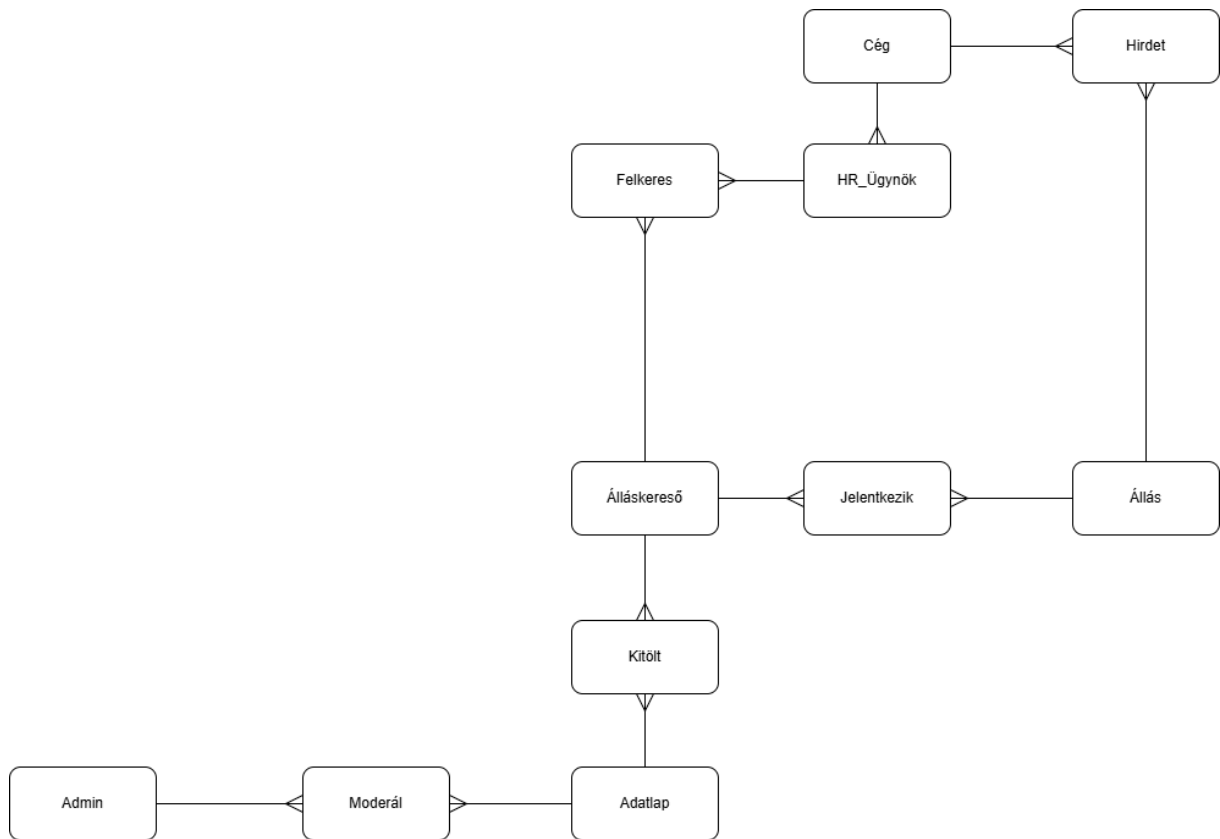 Cég
Hirdet
Felkeres
HR_Ügynök
Álláskereső
Jelentkezik
Állás
Kitölt
Admin
Moderál
Adatlap